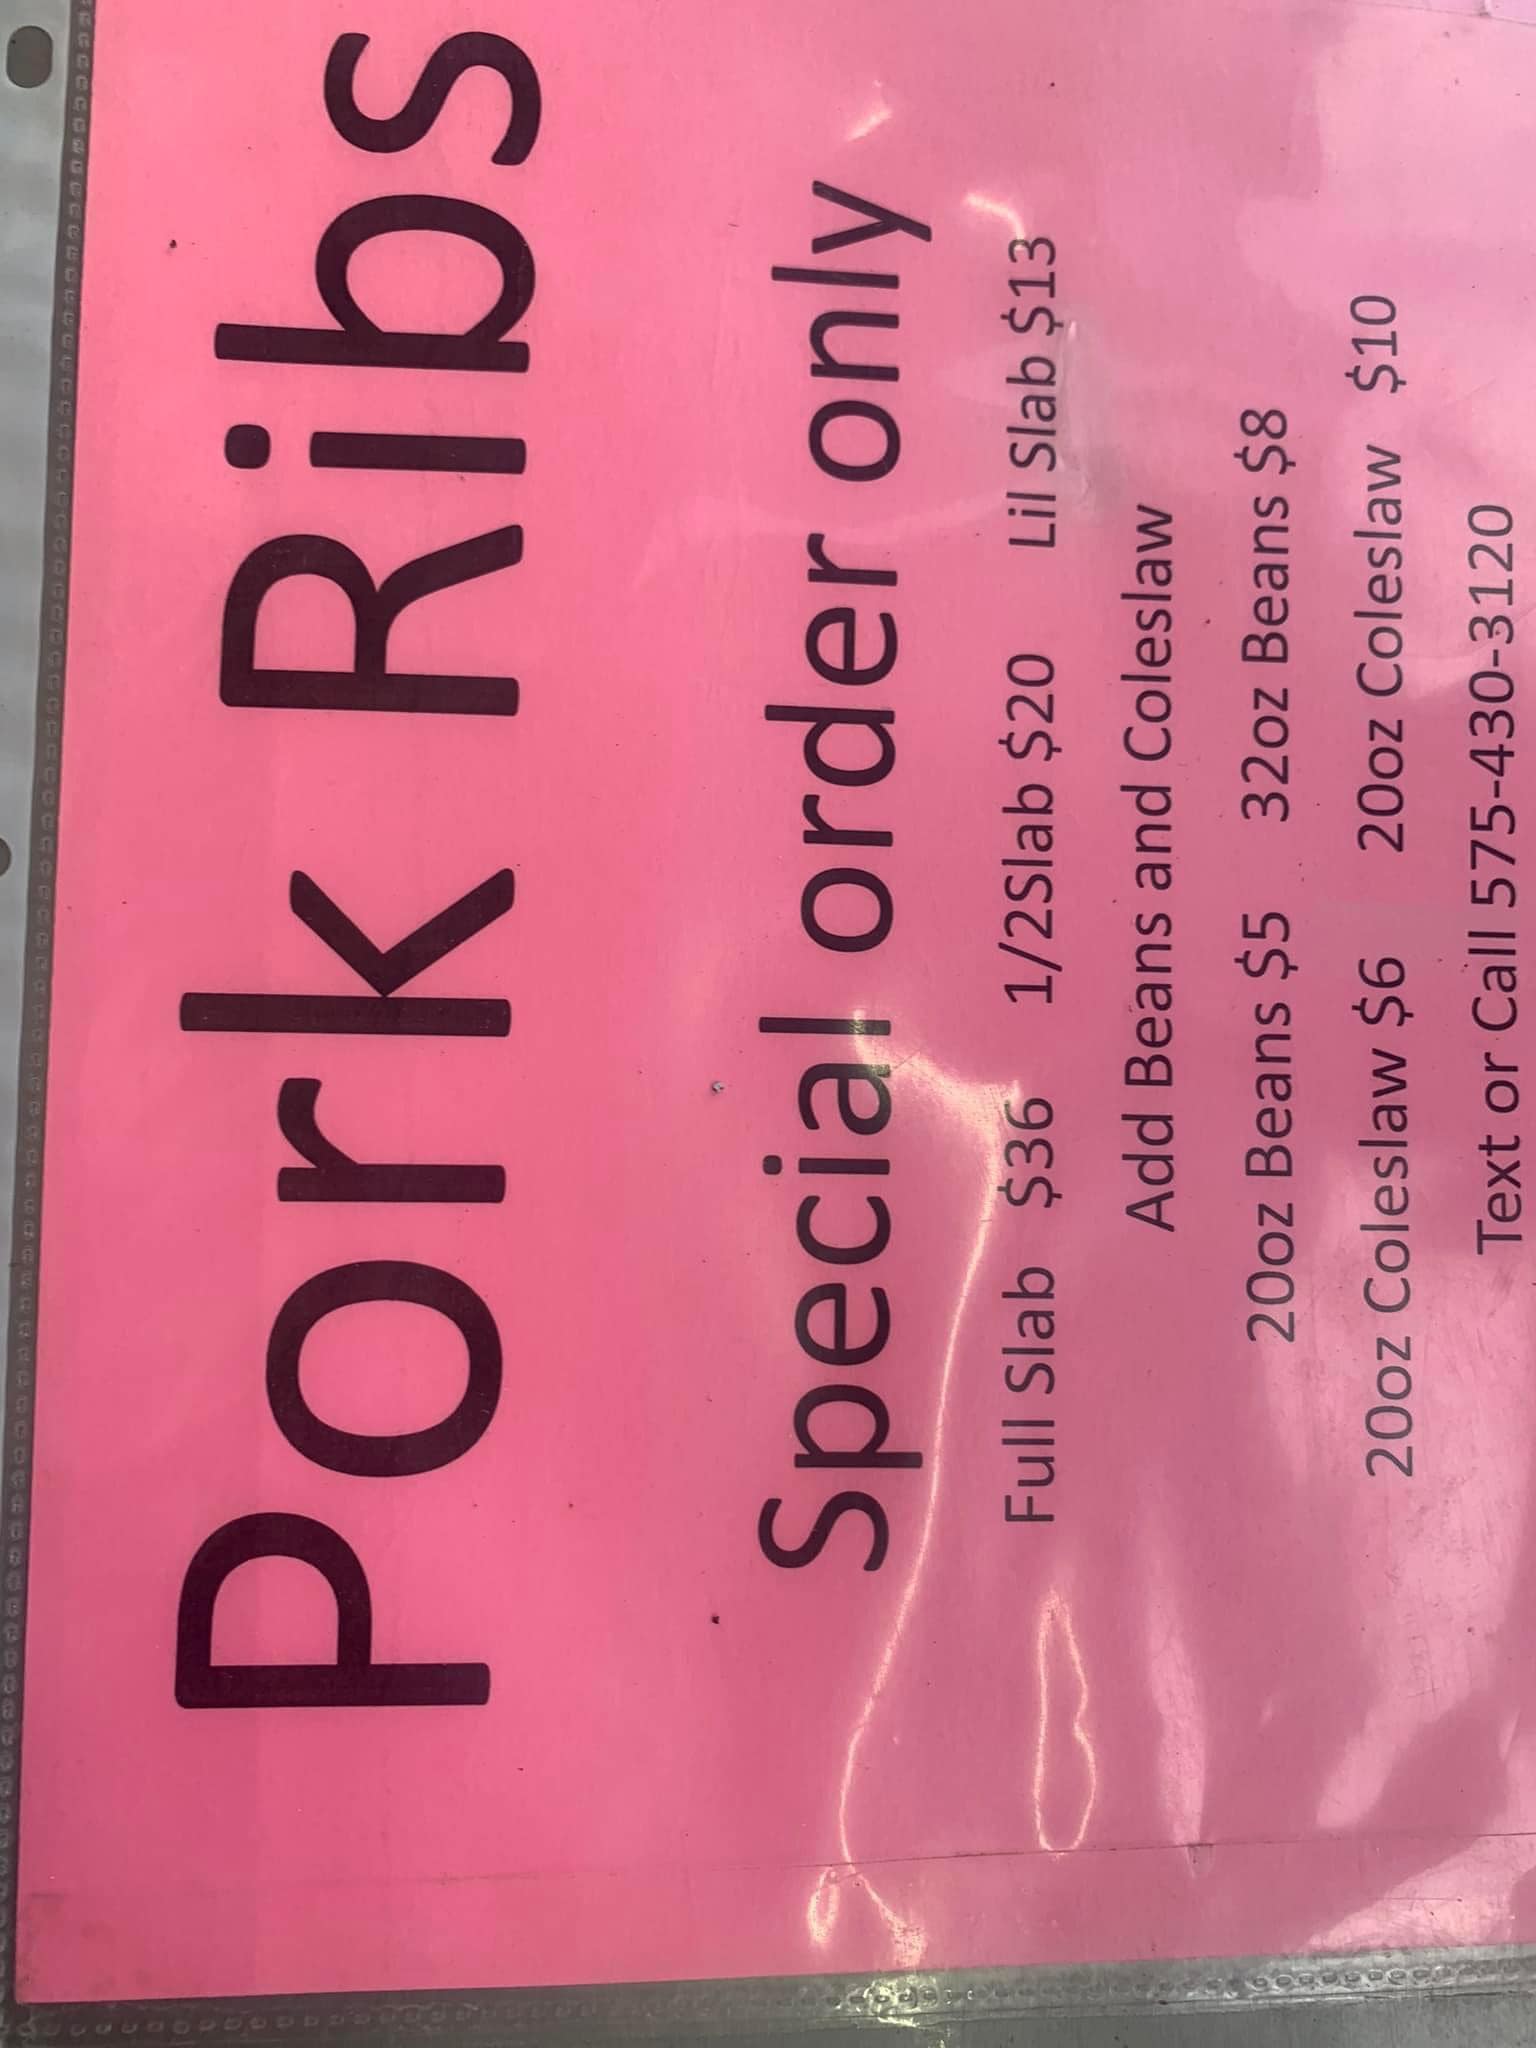 Pork Ribs
Special order only
Full Slab $36 1/2Slab $20 Lil Slab $13
Add Beans and Coleslaw
20oz Beans $5 32oz Beans $8
20oz Coleslaw $6 20oz Coleslaw $10
Text or Call 575-430-3120